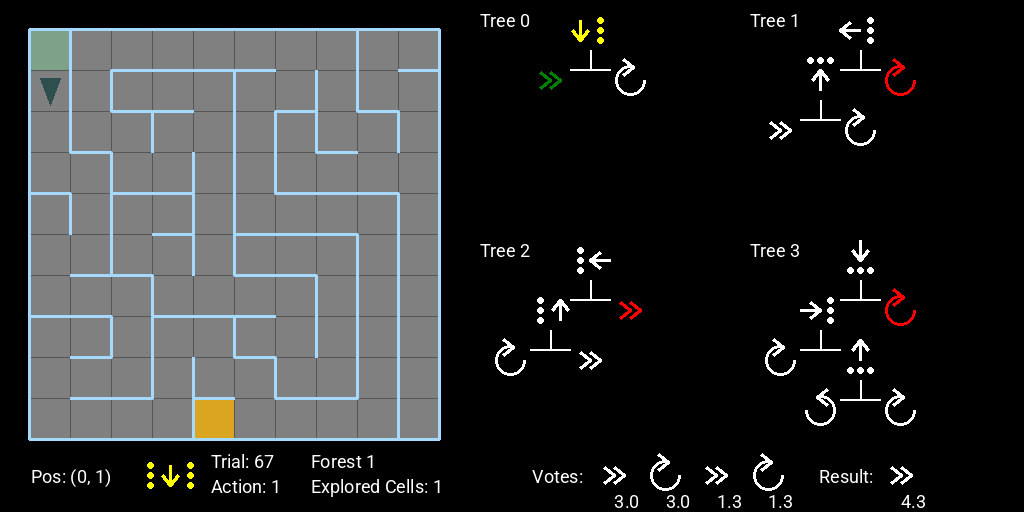 Tree 0
Tree 1
Tree 2
Tree 3
Pos: (0, 1)
Trial: 67
Forest 1
Action: 1
Explored Cells: 1
Votes:
Result:
3.0
3.0
1.3
1.3
4.3